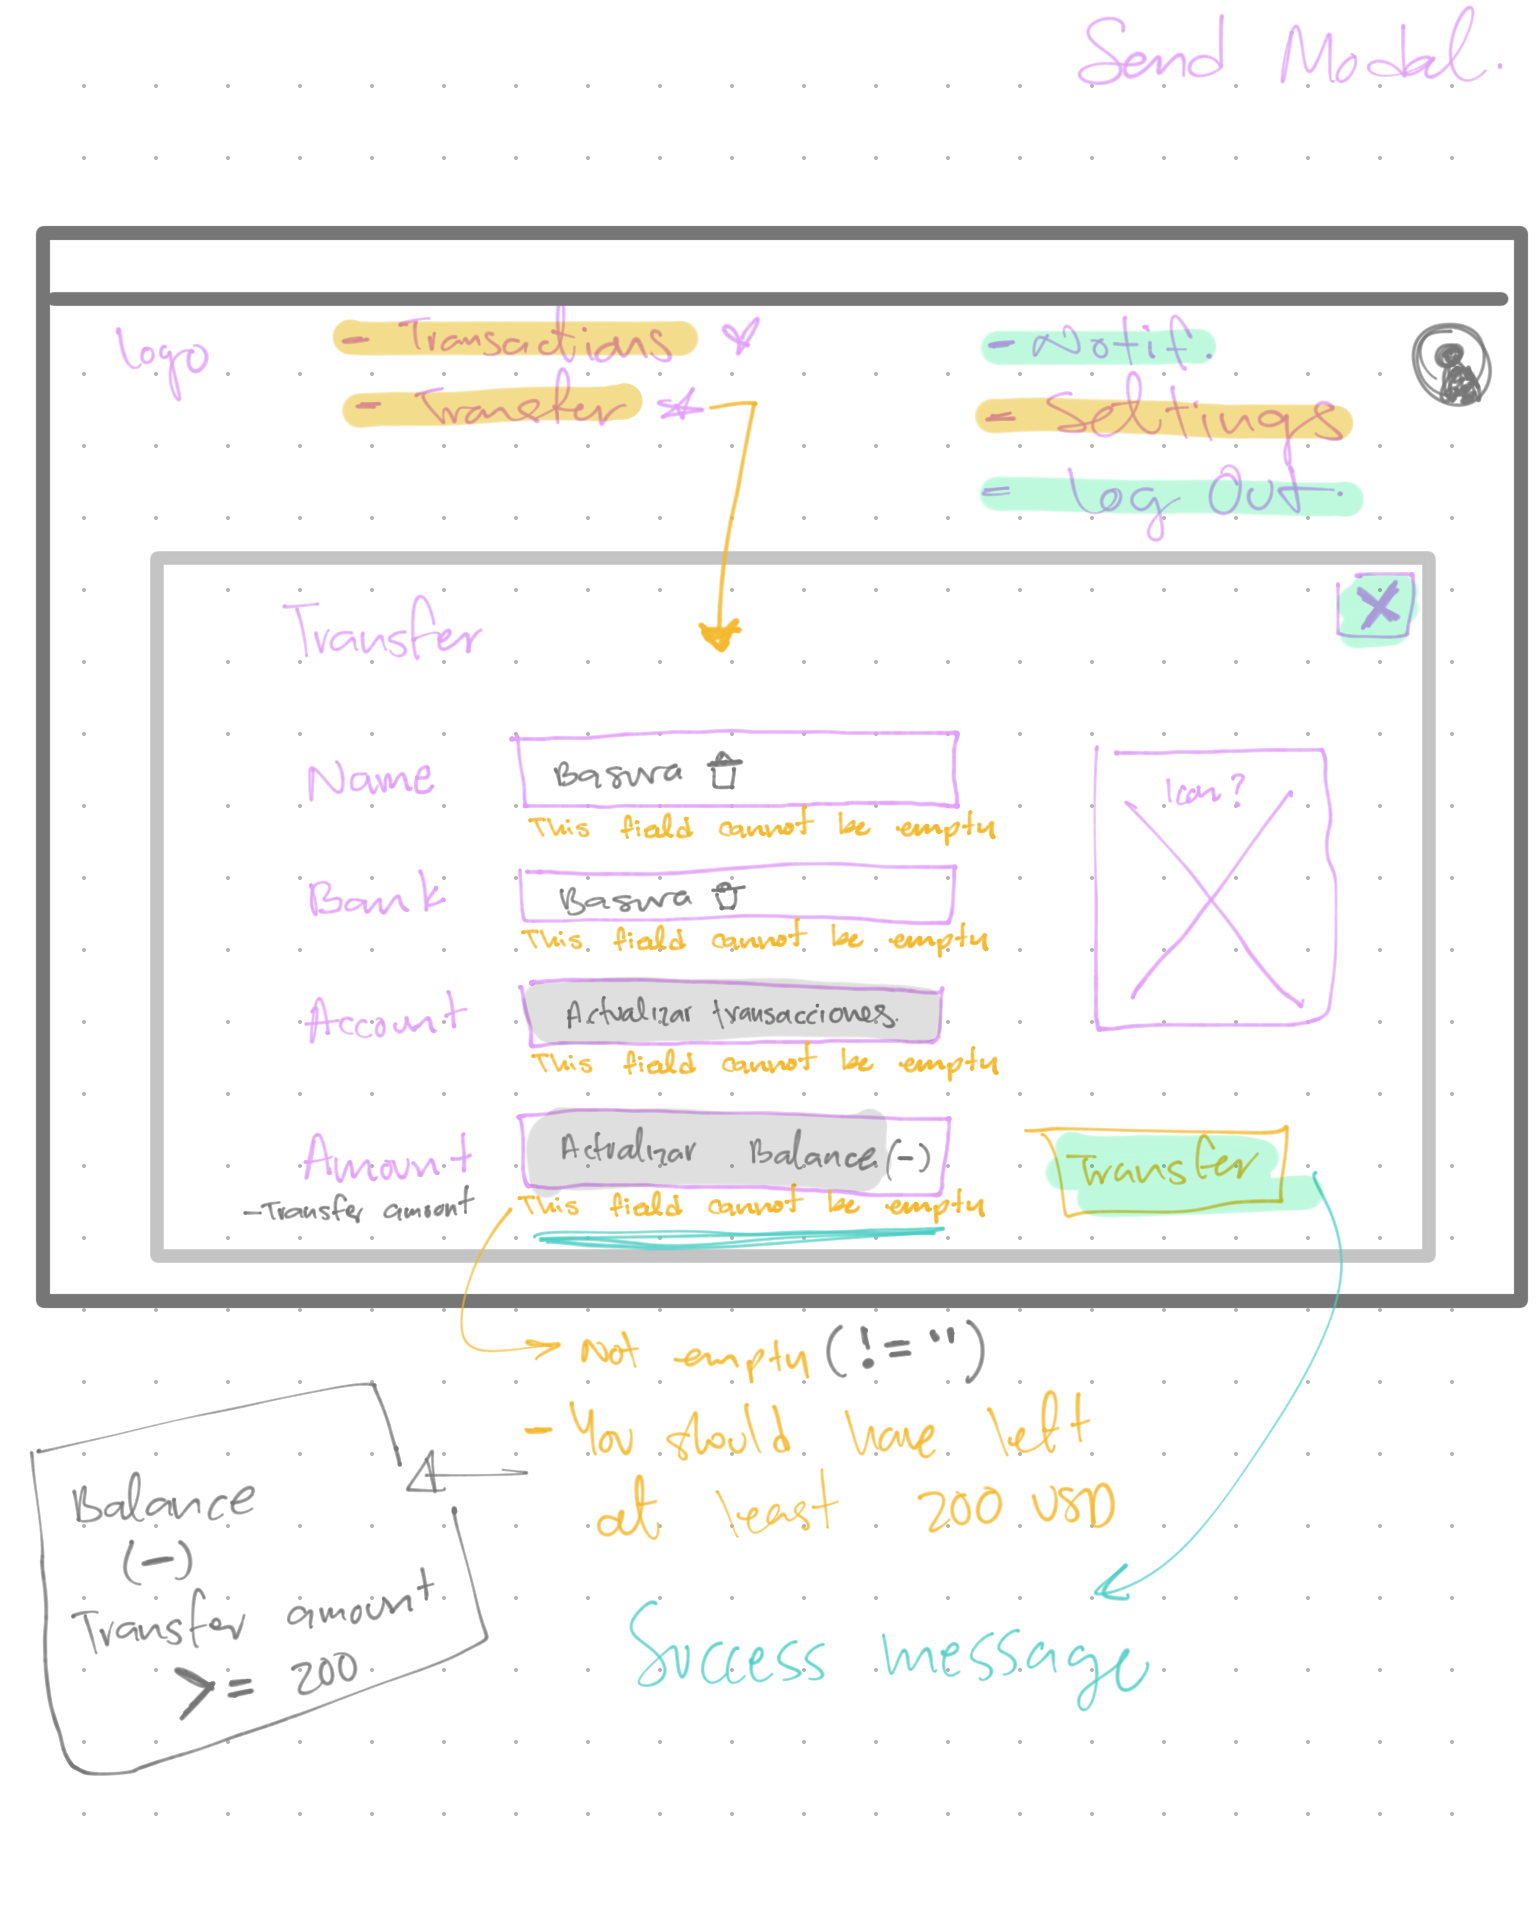 Send Modal.
Logo
- Transactions
- Transfer
- Notif.
- Settings
- Log Out.
Transfer
X
Name
Basura
This field cannot be empty
Icon?
Bank
Basura
This field cannot be empty
Account
Actualizar transacciones.
This field cannot be empty
Amount
- Transfer amount
Actualizar Balance (-)
This field cannot be empty
Transfer
Not empty (!= '')
- You should have left
at least 200 USD
Balance
(-)
Transfer amount
>= 200
Success message